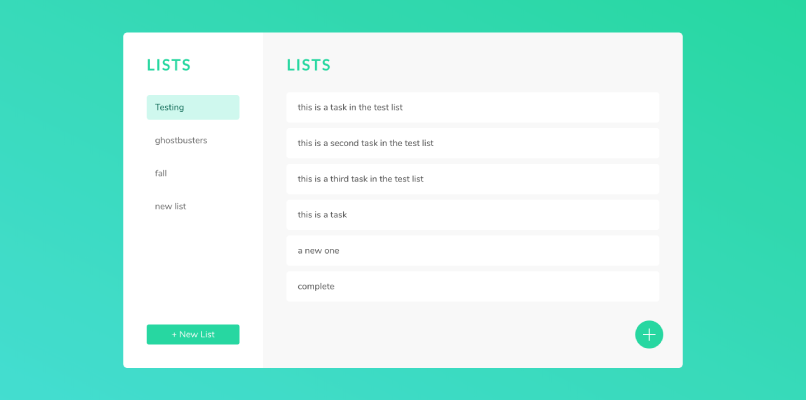 LISTS
Testing
ghostbusters
fall
new list
+ New List
LISTS
this is a task in the test list
this is a second task in the test list
this is a third task in the test list
this is a task
a new one
complete